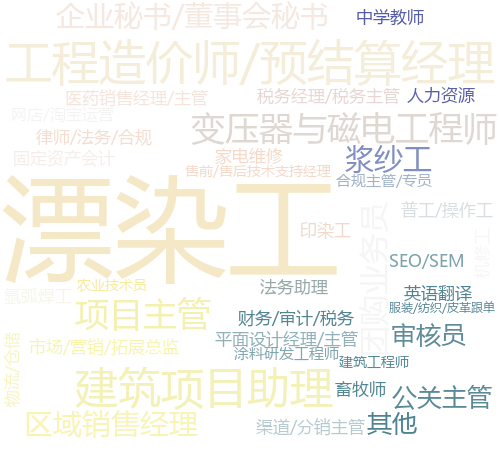 企业秘书/董事会秘书
中学教师
工程造价师/预结算经理
医药销售经理/主管
税务经理/税务主管
人力资源
网店/淘宝运营
变压器与磁电工程师
律师/法务/合规
固定资产会计
家电维修
浆纱工
售前/售后技术支持经理
合规主管/专员
漂染工
普工/操作工
团购业务员
印染工
机修工
SEO/SEM
农业技术员
法务助理
氩弧焊工
英语翻译
项目主管
服装/纺织/皮革跟单
财务/审计/税务
审核员
平面设计经理/主管
市场/营销/拓展总监
涂料研发工程师
物流/仓储
建筑工程师
建筑项目助理
畜牧师
公关主管
区域销售经理
渠道/分销主管
其他